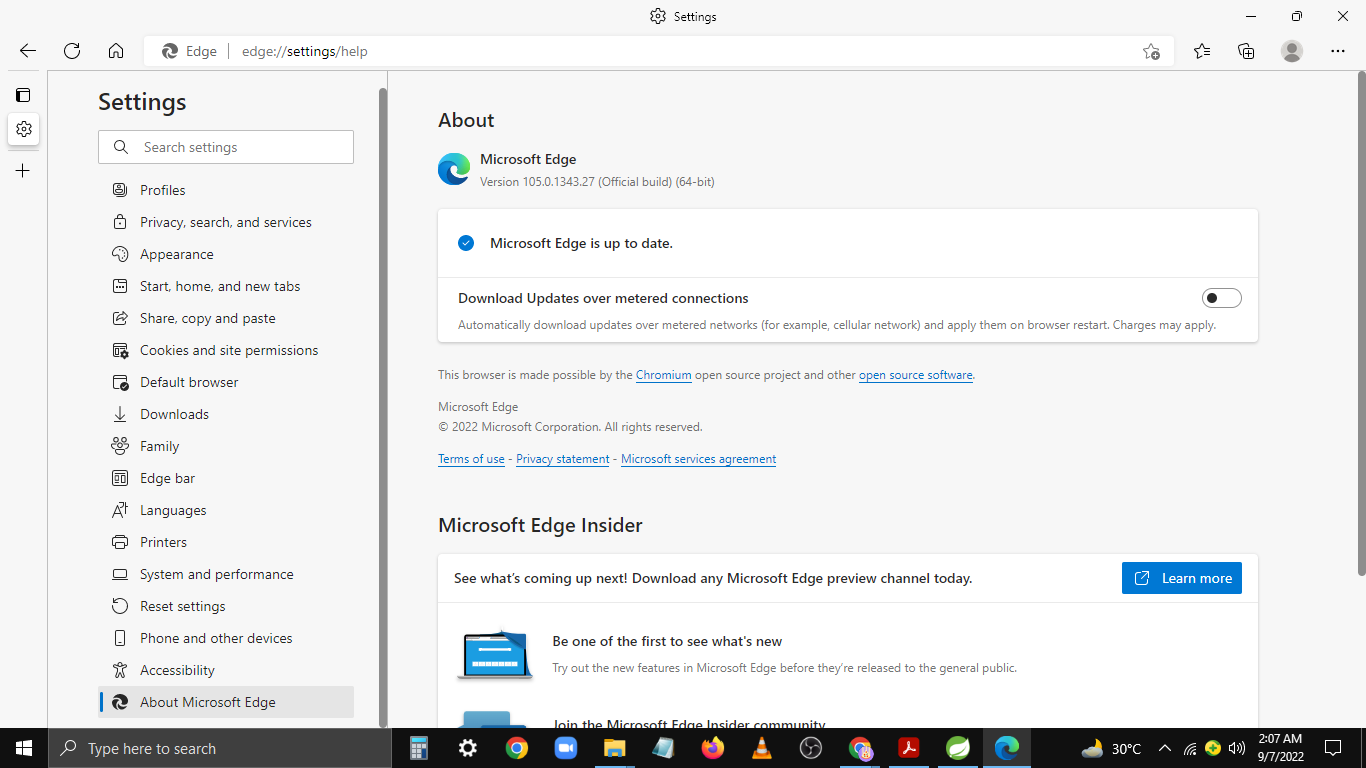 Settings
Edge
edge://settings/help
Settings
Search settings
Profiles
Privacy, search, and services
Appearance
Start, home, and new tabs
Share, copy and paste
Cookies and site permissions
Default browser
Downloads
Family
Edge bar
Languages
Printers
System and performance
Reset settings
Phone and other devices
Accessibility
About Microsoft Edge
About
Microsoft Edge
Version 105.0.1343.27 (Official build) (64-bit)
Microsoft Edge is up to date.
Download Updates over metered connections
Automatically download updates over metered networks (for example, cellular network) and apply them on browser restart. Charges may apply.
This browser is made possible by the Chromium open source project and other open source software.
Microsoft Edge
© 2022 Microsoft Corporation. All rights reserved.
Terms of use - Privacy statement - Microsoft services agreement
Microsoft Edge Insider
See what's coming up next! Download any Microsoft Edge preview channel today.
Learn more
Be one of the first to see what's new
Try out the new features in Microsoft Edge before they're released to the general public.
Join the Microsoft Edge Insider community
Type here to search
30°C
2:07 AM
9/7/2022